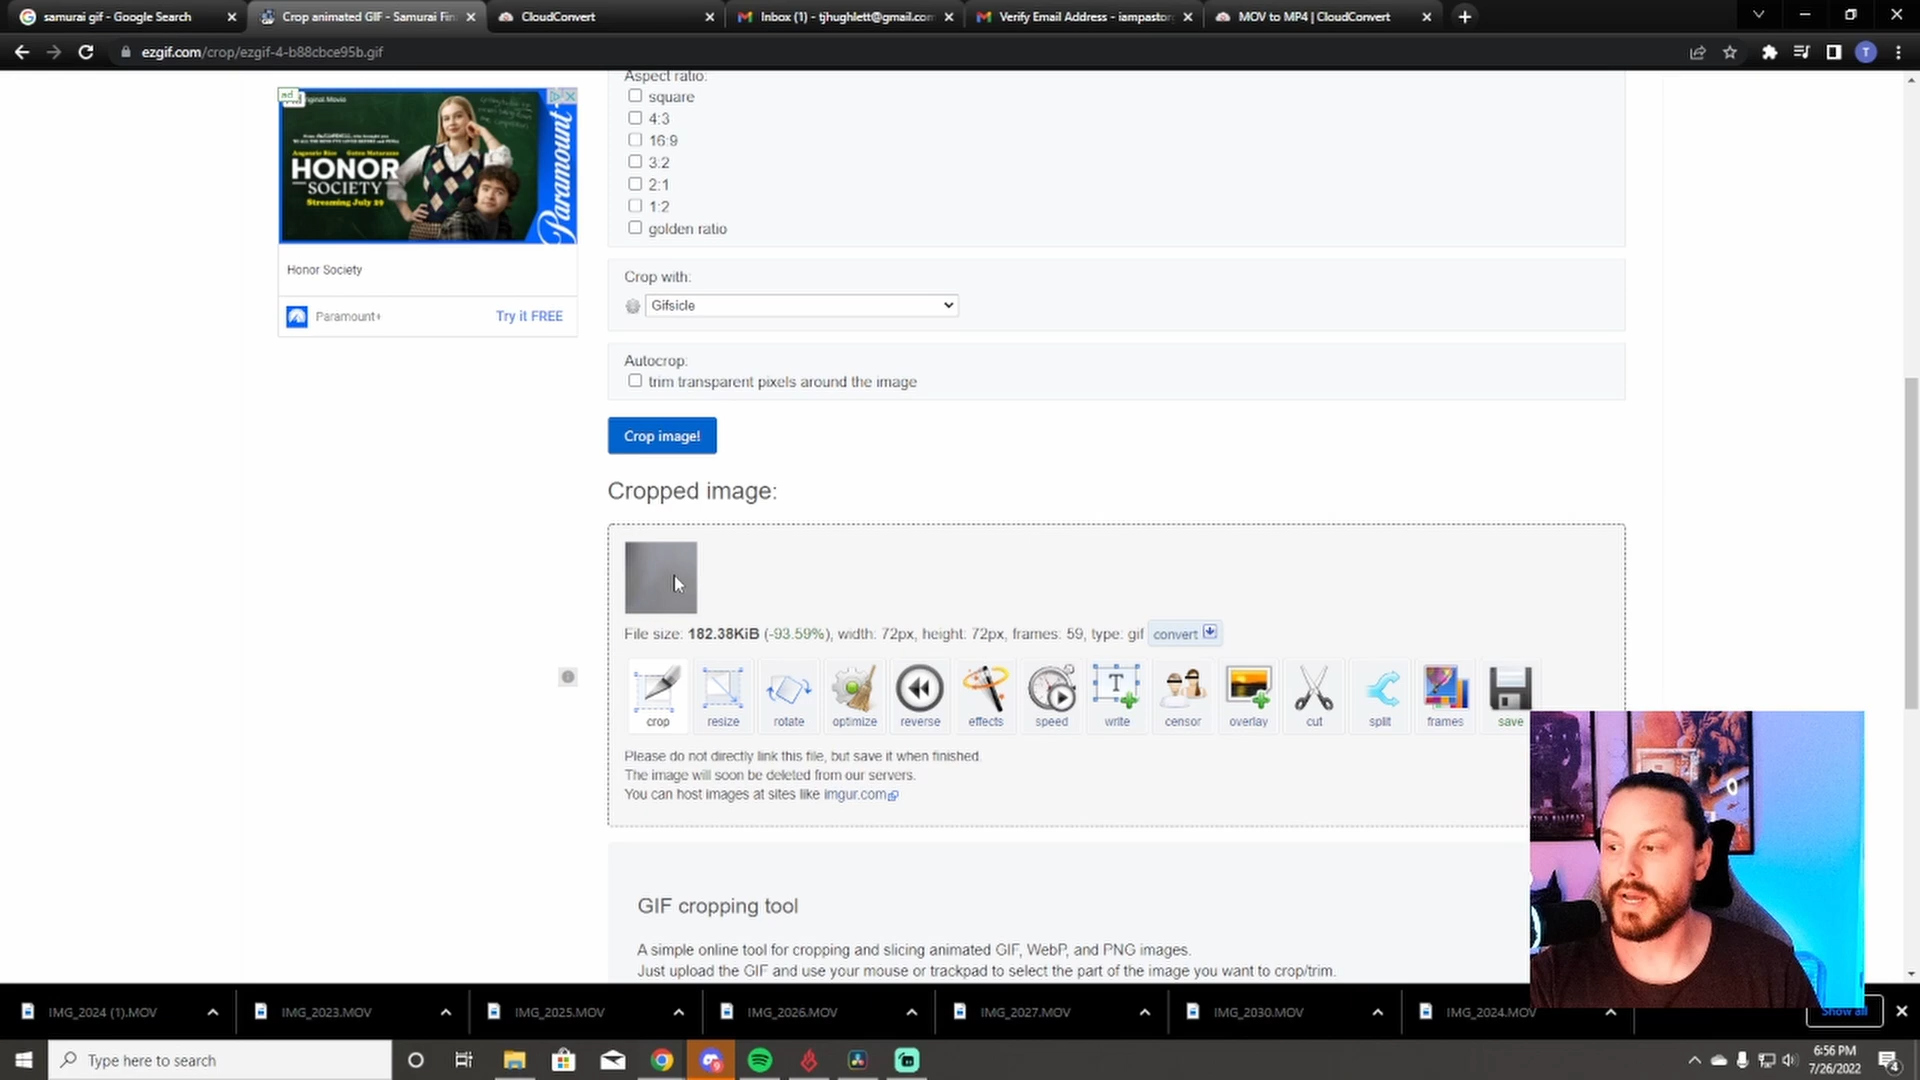 samurai gif - Google Search
Crop animated GIF - Samurai Fin
CloudConvert
Inbox (1) - tjhughlett@gmail.com
Verify Email Address - iampastor
MOV to MP4 | CloudConvert
ezgif.com/crop/ezgif-4-b88cbce95b.gif
T
Aspect ratio:
square
4:3
16:9
3:2
2:1
1:2
golden ratio
ad
HONOR
SOCIETY
Streaming July 29
Paramount
Honor Society
Paramount+
Try it FREE
Crop with:
Gifsicle
Autocrop:
trim transparent pixels around the image
Crop image!
Cropped image:
File size: 182.38KiB (-93.59%), width: 72px, height: 72px, frames: 59, type: gif
convert
crop
resize
rotate
optimize
reverse
effects
speed
write
censor
overlay
cut
split
frames
save
Please do not directly link this file, but save it when finished.
The image will soon be deleted from our servers.
You can host images at sites like imgur.com
GIF cropping tool
A simple online tool for cropping and slicing animated GIF, WebP, and PNG images.
Just upload the GIF and use your mouse or trackpad to select the part of the image you want to crop/trim.
IMG_2024 (1).MOV
IMG_2023.MOV
IMG_2025.MOV
IMG_2026.MOV
IMG_2027.MOV
IMG_2030.MOV
IMG_2024.MOV
Show all
Type here to search
6:56 PM
7/26/2022
4